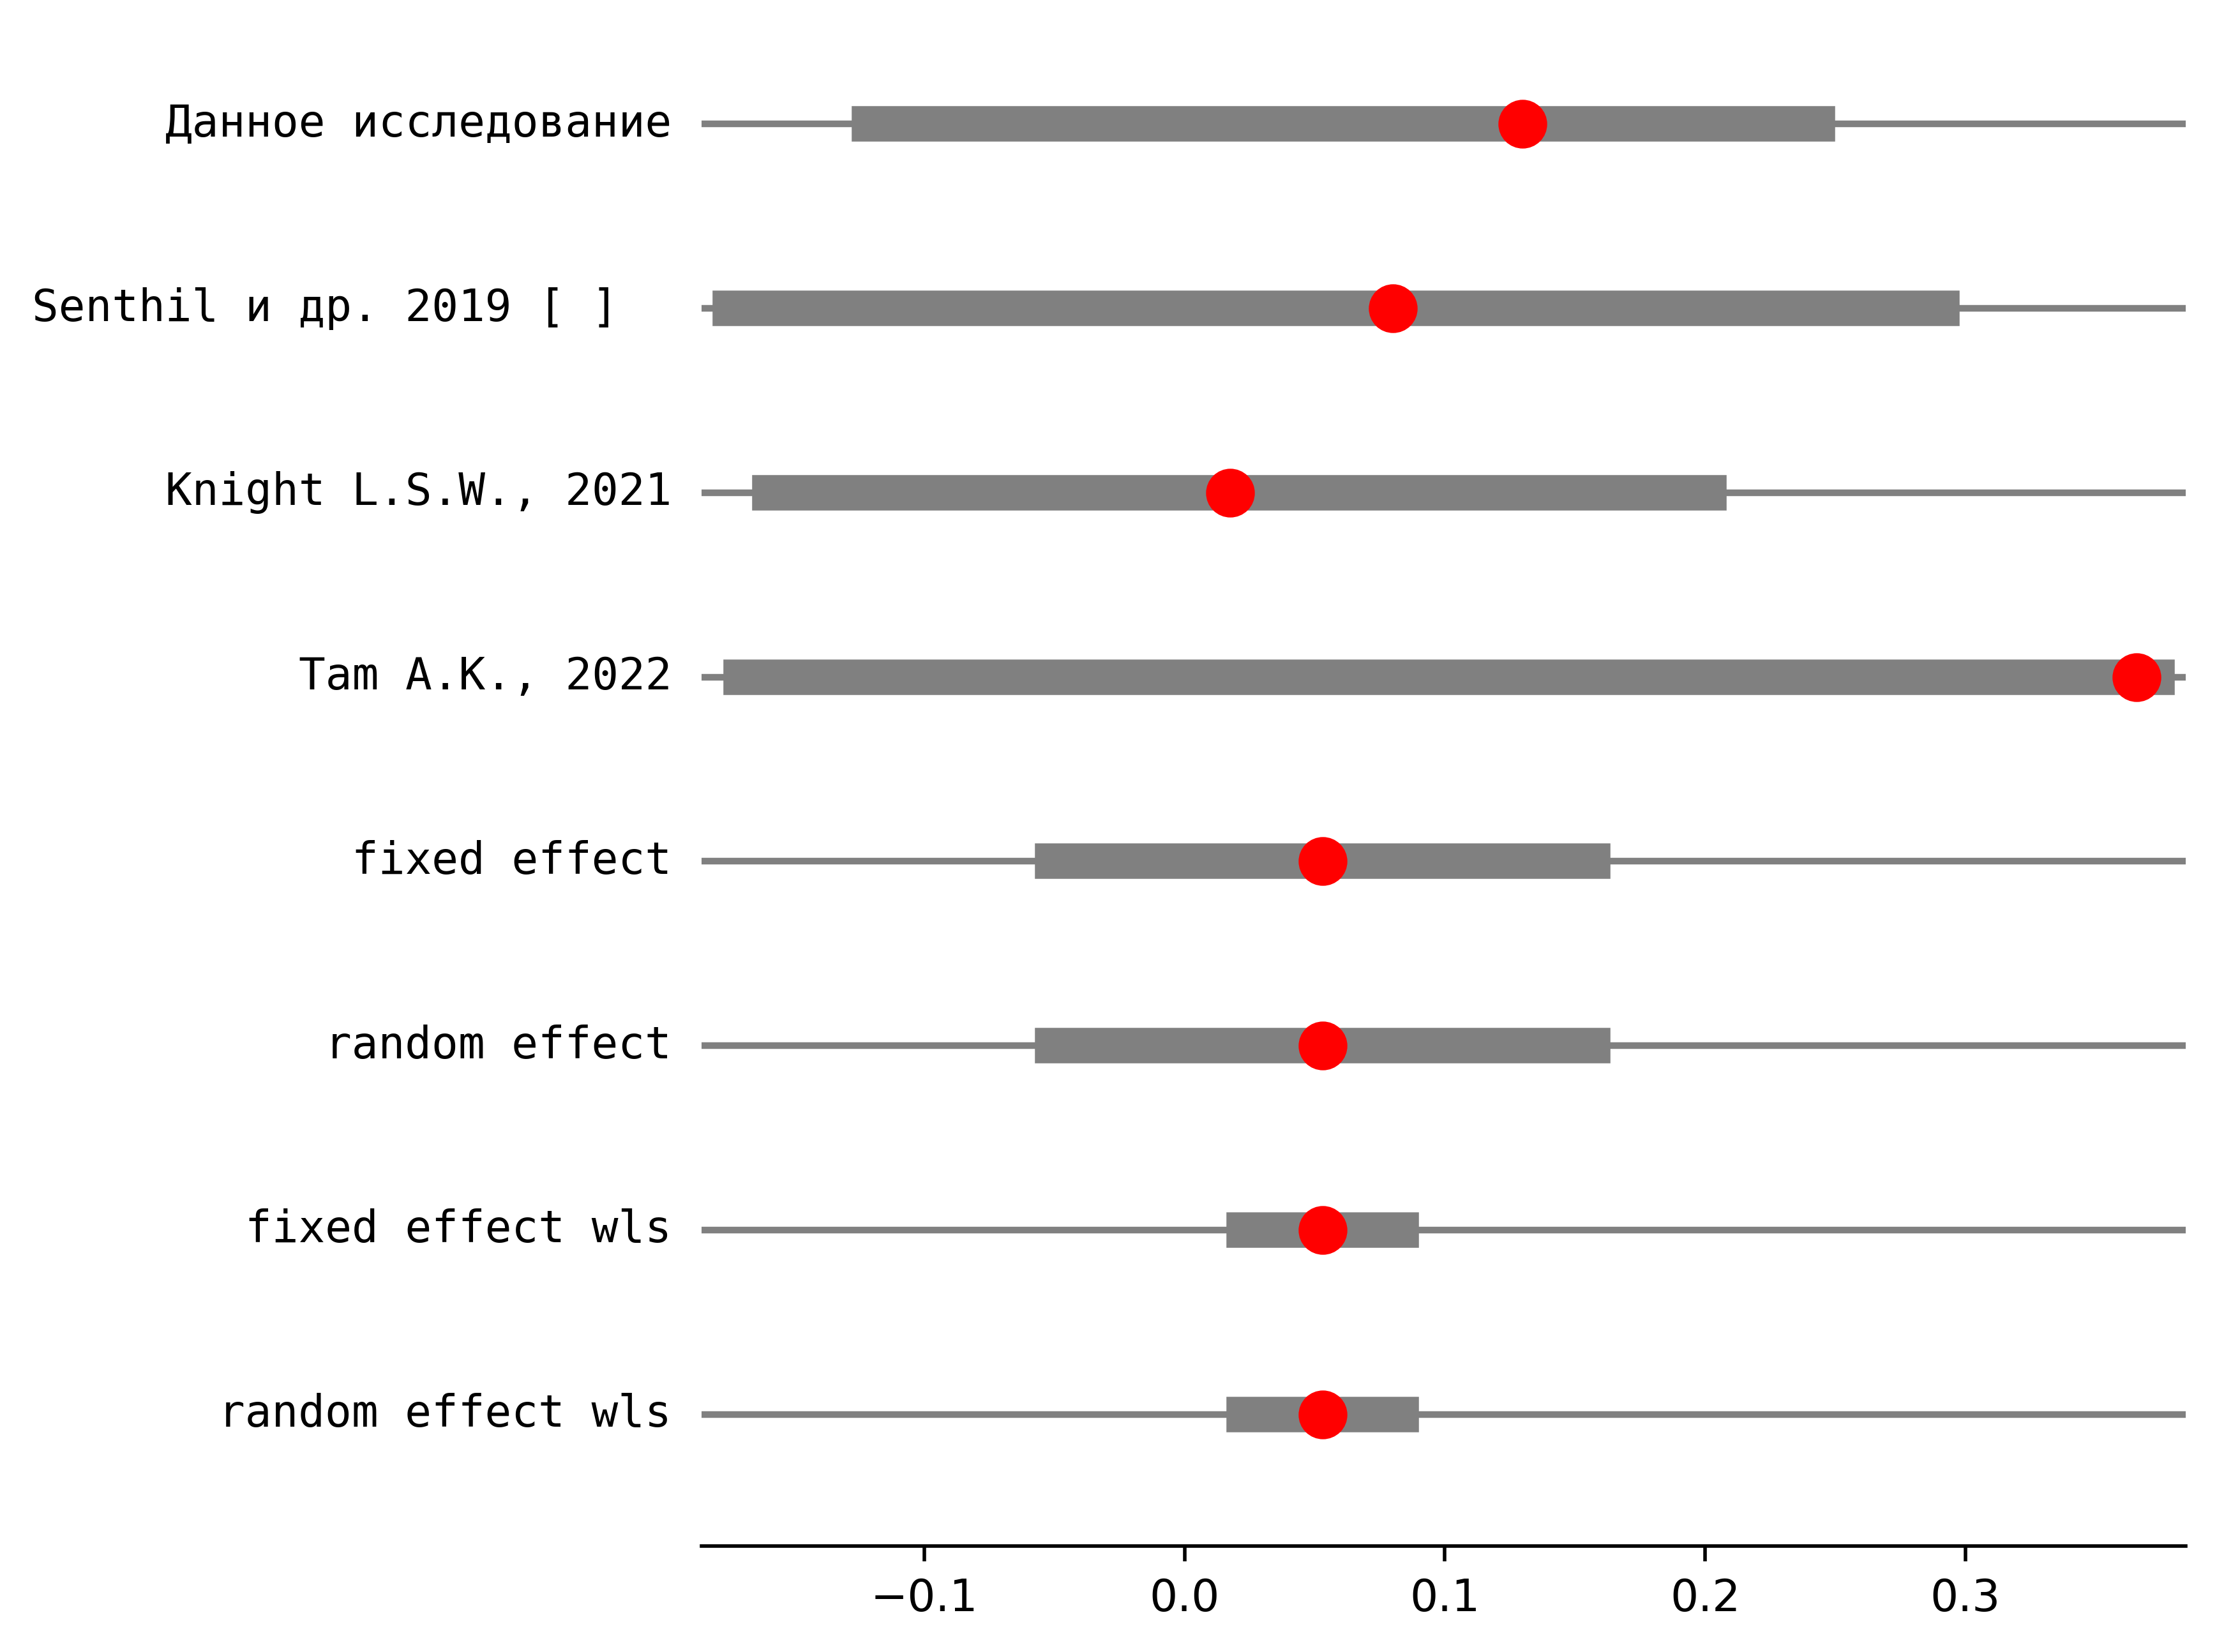 Данное исследование
Senthil и др. 2019 [ ]
Knight L.S.W., 2021
Tam A.K., 2022
fixed effect
random effect
fixed effect wls
random effect wls
−0.1 0.0 0.1 0.2 0.3